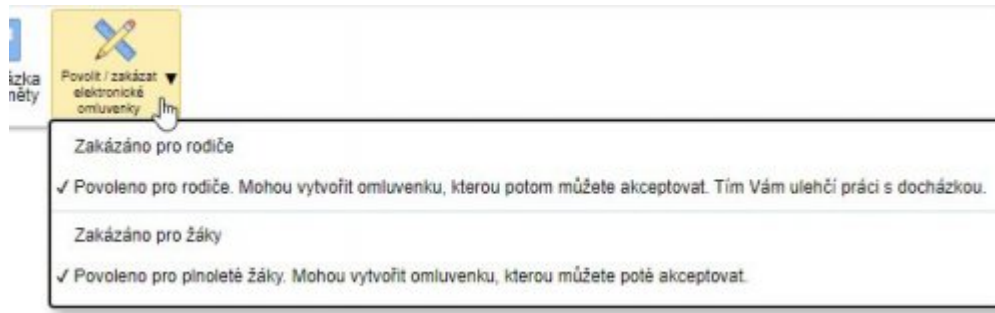 ázka
něty
Povolit / zakázat ▼
elektronické
omluvenky
Zakázáno pro rodiče
✓ Povoleno pro rodiče. Mohou vytvořit omluvenku, kterou potom můžete akceptovat. Tím Vám ulehčí práci s docházkou.
Zakázáno pro žáky
✓ Povoleno pro plnoleté žáky. Mohou vytvořit omluvenku, kterou můžete poté akceptovat.